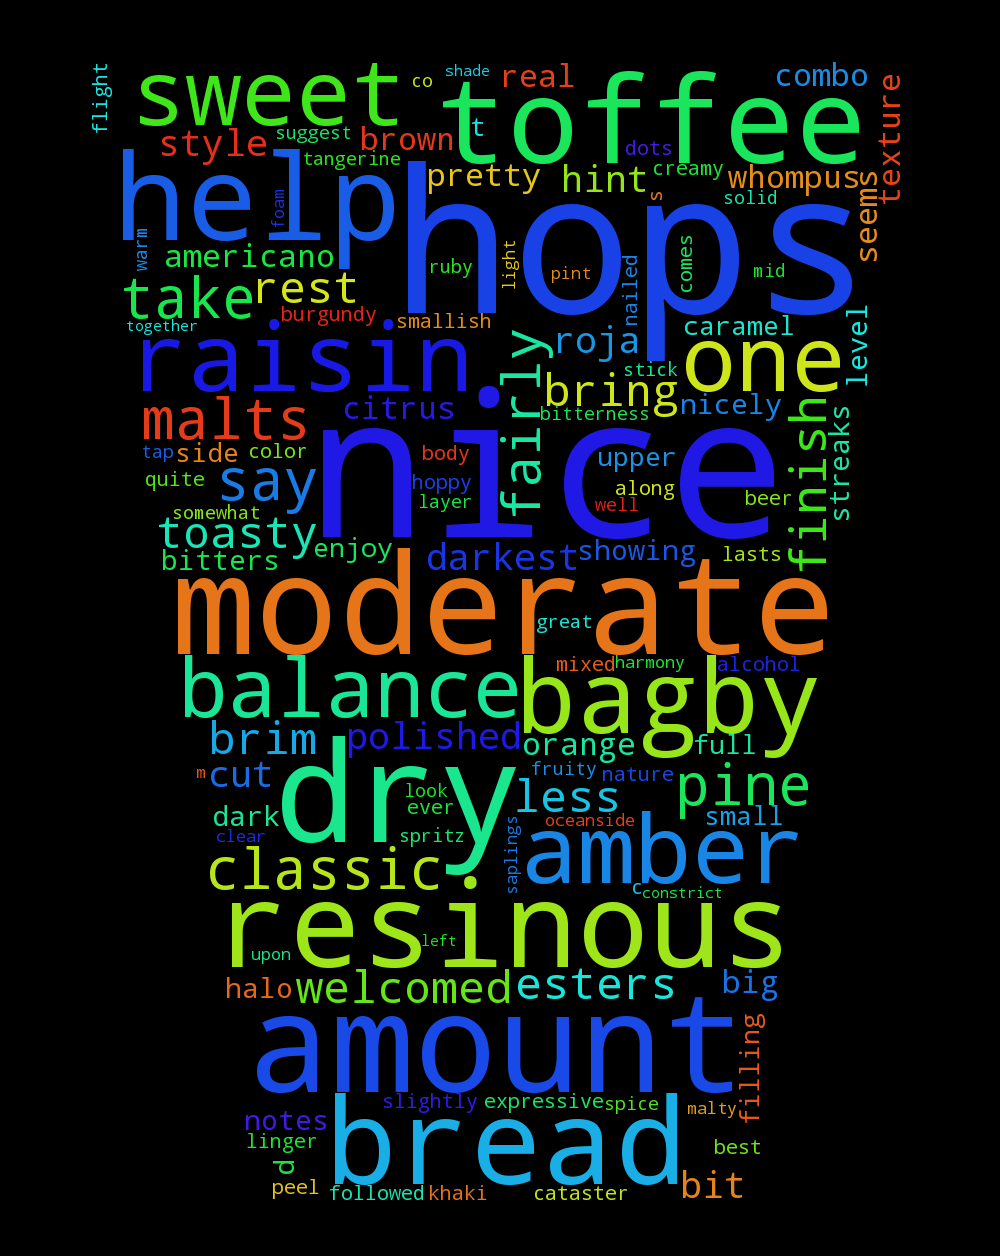 flight
sweet
co
shade
real
toffee
combo
texture
style
suggest
brown
t
dots
tangerine
help
foam
pretty
hint
creamy
whompus
seems
s
solid
hops
warm
americano
ruby
light
pint
nailed
comes
mid
take
rest
together
burgundy
smallish
raisin
fairly
roja
caramel
level
one
stick
bring
nicely
malts
citrus
bitterness
finish
streaks
nice
tap
side
color
body
upper
quite
say
hoppy
layer
along
well
beer
somewhat
toasty
enjoy
bitters
darkest
showing
lasts
moderate
great
balance
mixed
harmony
alcohol
bagby
brim
polished
orange
full
dry
m
cut
fruity
nature
look
ever
less
pine
dark
clear
spritz
saplings
oceanside
small
amber
classic
c
constrict
resinous
left
upon
halo
welcomed
esters
big
amount
filling
slightly
expressive
spice
malty
notes
linger
bread
best
d
peel
followed
khaki
cataster
bit